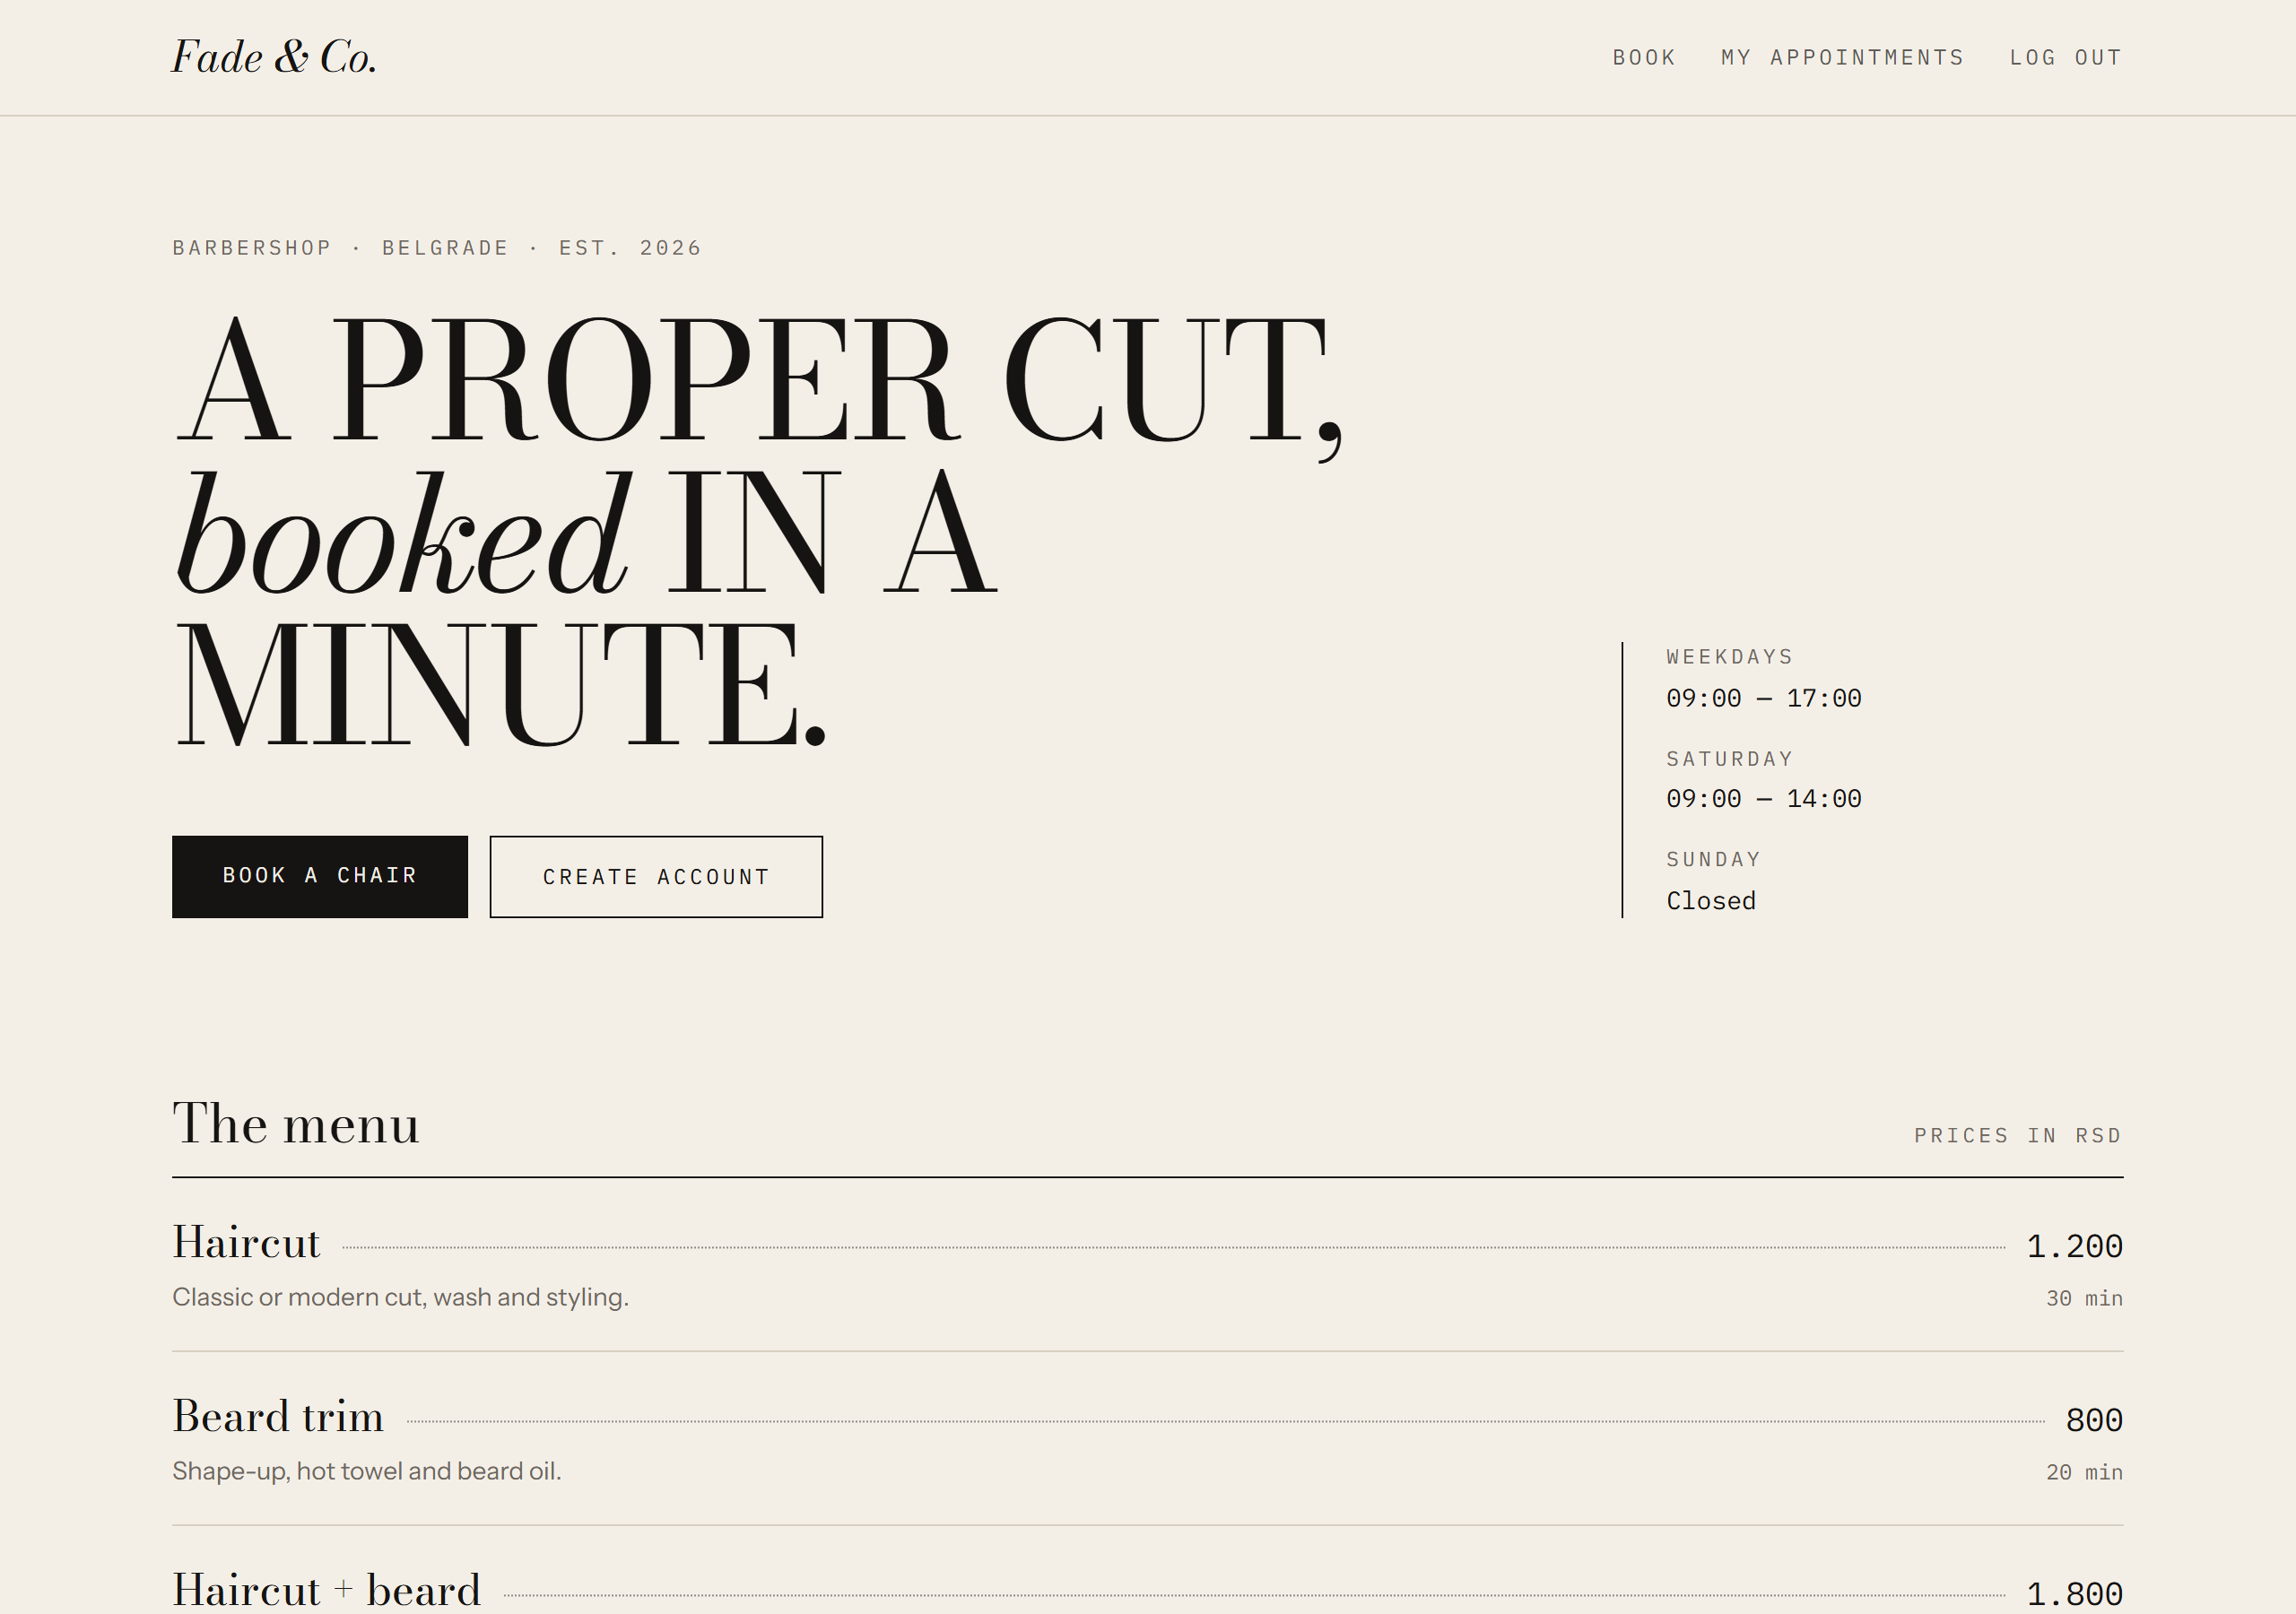 Fade & Co.
BOOK MY APPOINTMENTS LOG OUT
BARBERSHOP · BELGRADE · EST. 2026
A PROPER CUT,
booked IN A
MINUTE.
BOOK A CHAIR
CREATE ACCOUNT
WEEKDAYS
09:00 — 17:00
SATURDAY
09:00 — 14:00
SUNDAY
Closed
The menu
PRICES IN RSD
Haircut 1.200
Classic or modern cut, wash and styling. 30 min
Beard trim 800
Shape-up, hot towel and beard oil. 20 min
Haircut + beard 1.800